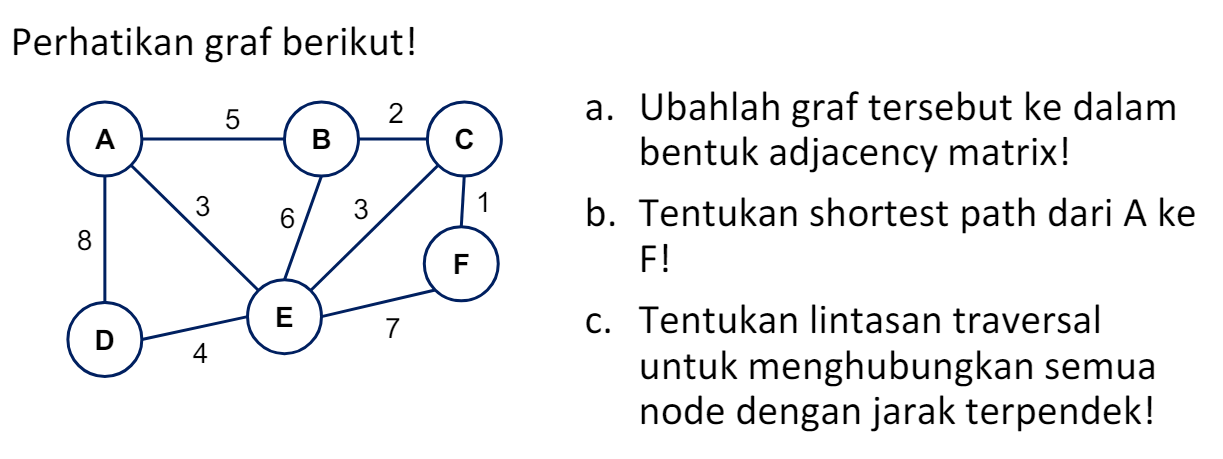 Perhatikan graf berikut!
A
5
B
2
C
8
3
6
3
1
F
D
4
E
7
a. Ubahlah graf tersebut ke dalam
bentuk adjacency matrix!
b. Tentukan shortest path dari A ke
F!
c. Tentukan lintasan traversal
untuk menghubungkan semua
node dengan jarak terpendek!